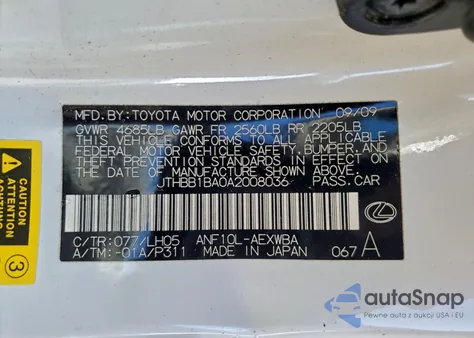 MFD.BY: TOYOTA MOTOR CORPORATION 09/09
GVWR 4685LB GAWR FR 2560LB RR 2205LB
THIS VEHICLE CONFORMS TO ALL APPLICABLE
FEDERAL MOTOR VEHICLE SAFETY, BUMPER, AND
THEFT PREVENTION STANDARDS IN EFFECT ON
THE DATE OF MANUFACTURE SHOWN ABOVE.
JTHBB1BA0A2008036 PASS.CAR
C/TR: 077/LH05 ANF10L-AEXWBA
A/TM: -01A/P311 MADE IN JAPAN 067 A
CAUTION
3
autoSnap
Pewne auta z aukcji USA i EU